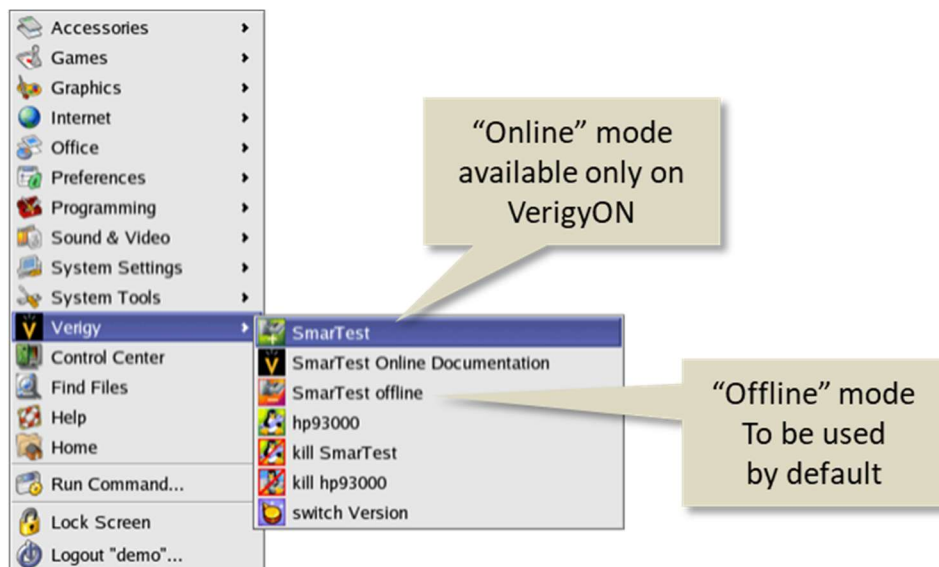 Accessories
Games
Graphics
Internet
Office
Preferences
Programming
Sound & Video
System Settings
System Tools
Verigy
Control Center
Find Files
Help
Home
Run Command...
Lock Screen
Logout "demo"...
SmarTest
SmarTest Online Documentation
SmarTest offline
hp93000
kill SmarTest
kill hp93000
switch Version
“Online” mode
available only on
VerigyON
“Offline” mode
To be used
by default